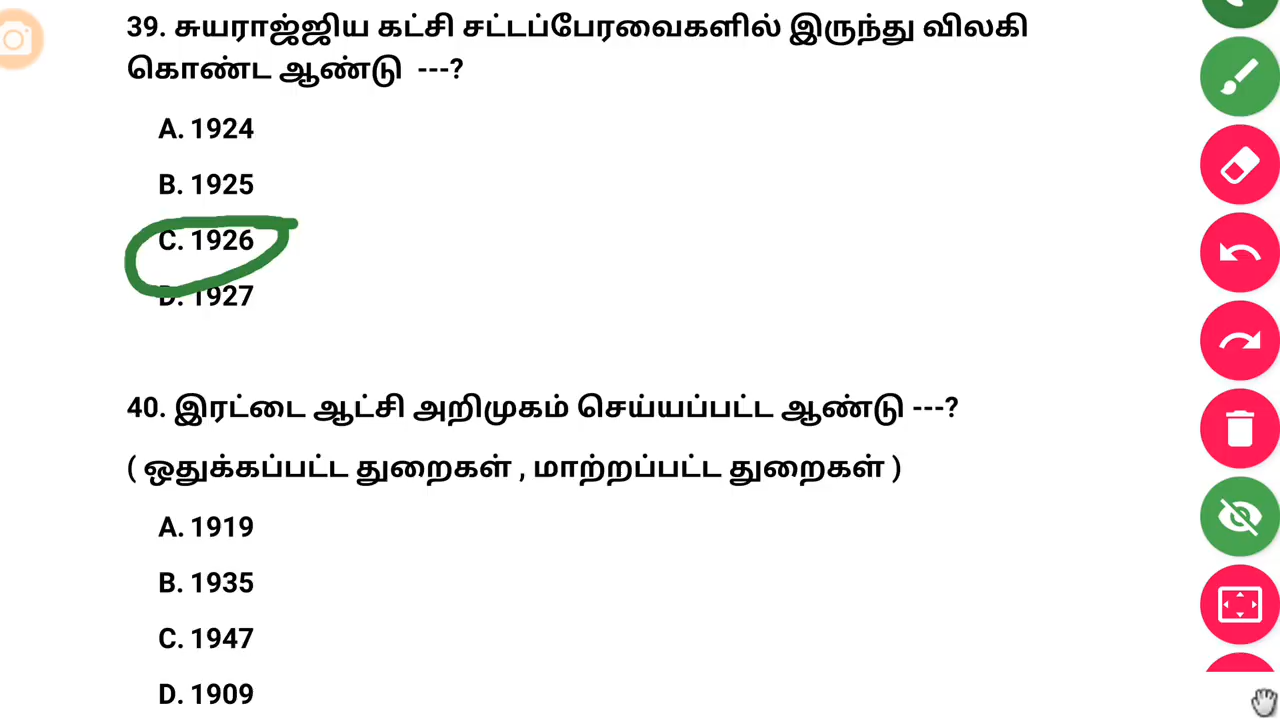 39. சுயராஜ்ஜிய கட்சி சட்டப்பேரவைகளில் இருந்து விலகி
கொண்ட ஆண்டு ---?
A. 1924
B. 1925
C. 1926
D. 1927
40. இரட்டை ஆட்சி அறிமுகம் செய்யப்பட்ட ஆண்டு ---?
( ஒதுக்கப்பட்ட துறைகள் , மாற்றப்பட்ட துறைகள் )
A. 1919
B. 1935
C. 1947
D. 1909